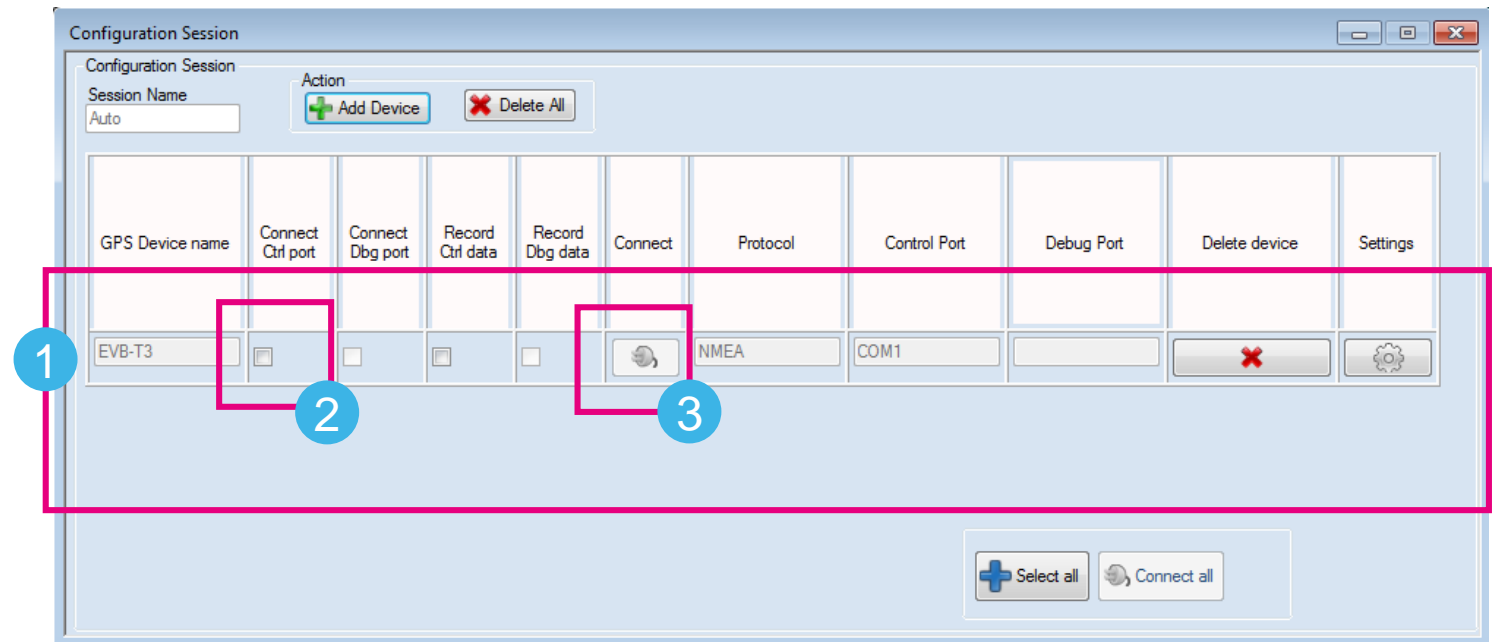 Configuration Session
Configuration Session
Session Name
Action
Auto
Add Device
Delete All
GPS Device name
Connect
Ctrl port
Connect
Dbg port
Record
Ctrl data
Record
Dbg data
Connect
Protocol
Control Port
Debug Port
Delete device
Settings
1
EVB-T3
NMEA
COM1
2
3
Select all
Connect all